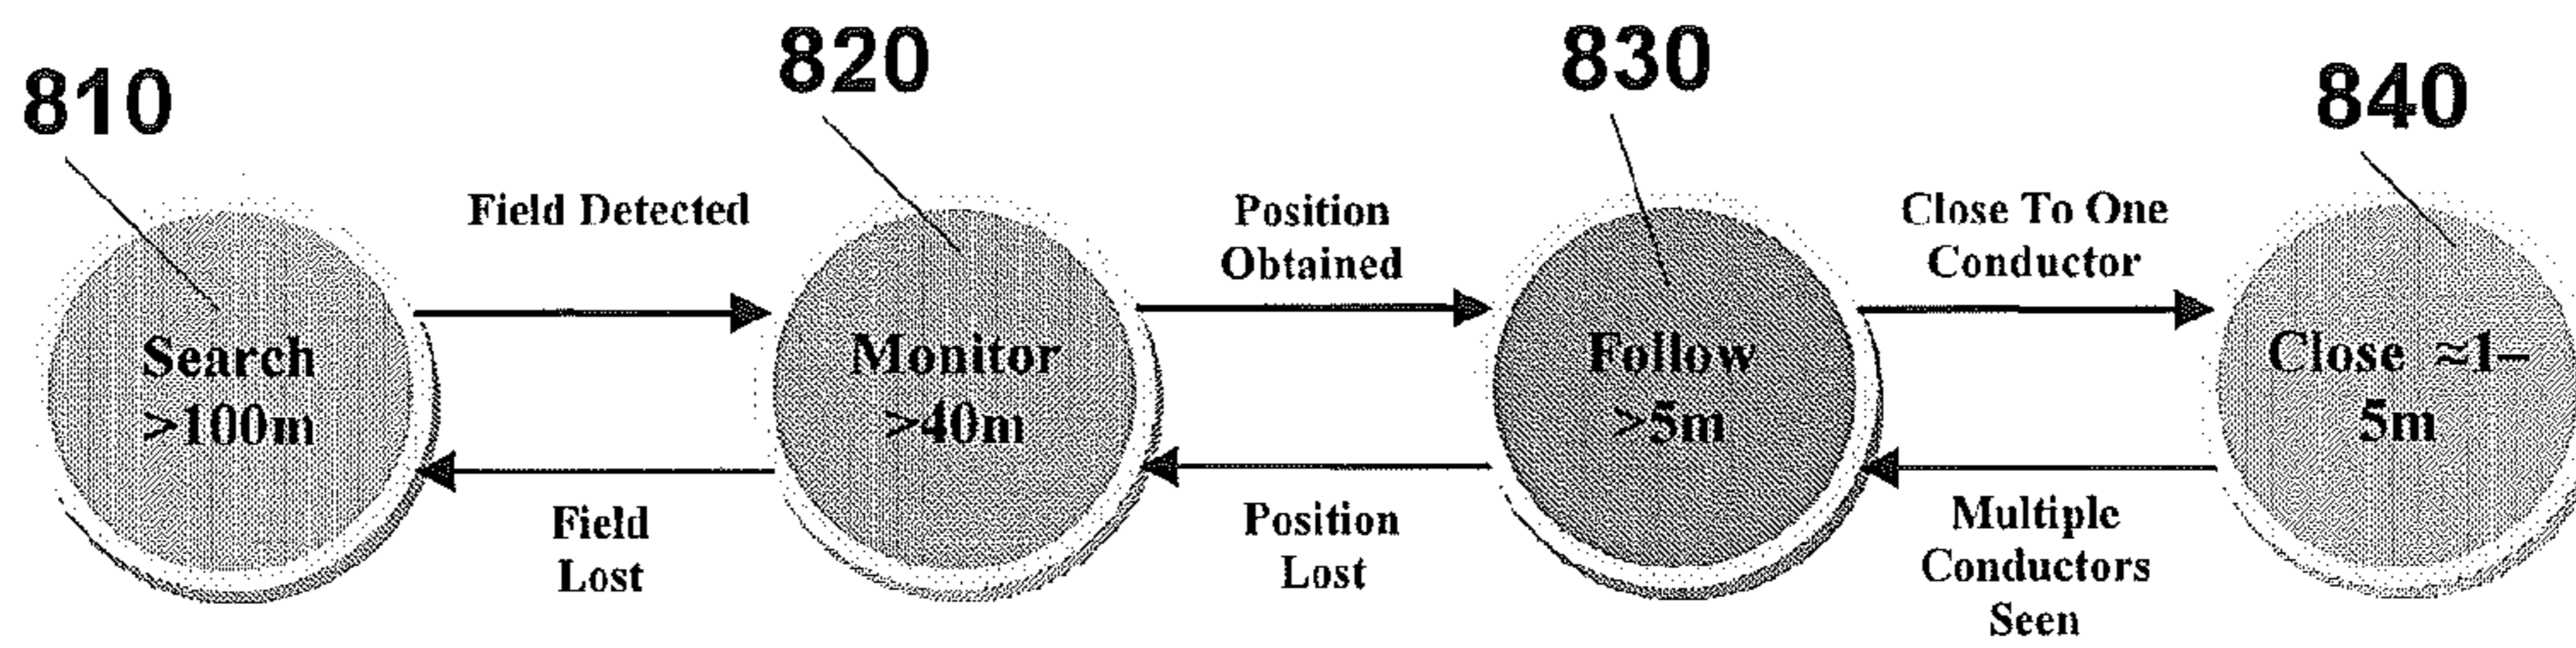 810
820
830
840
Field Detected
Position
Obtained
Close To One
Conductor
Search
>100m
Monitor
>40m
Follow
>5m
Close ≈1–
5m
Field
Lost
Position
Lost
Multiple
Conductors
Seen